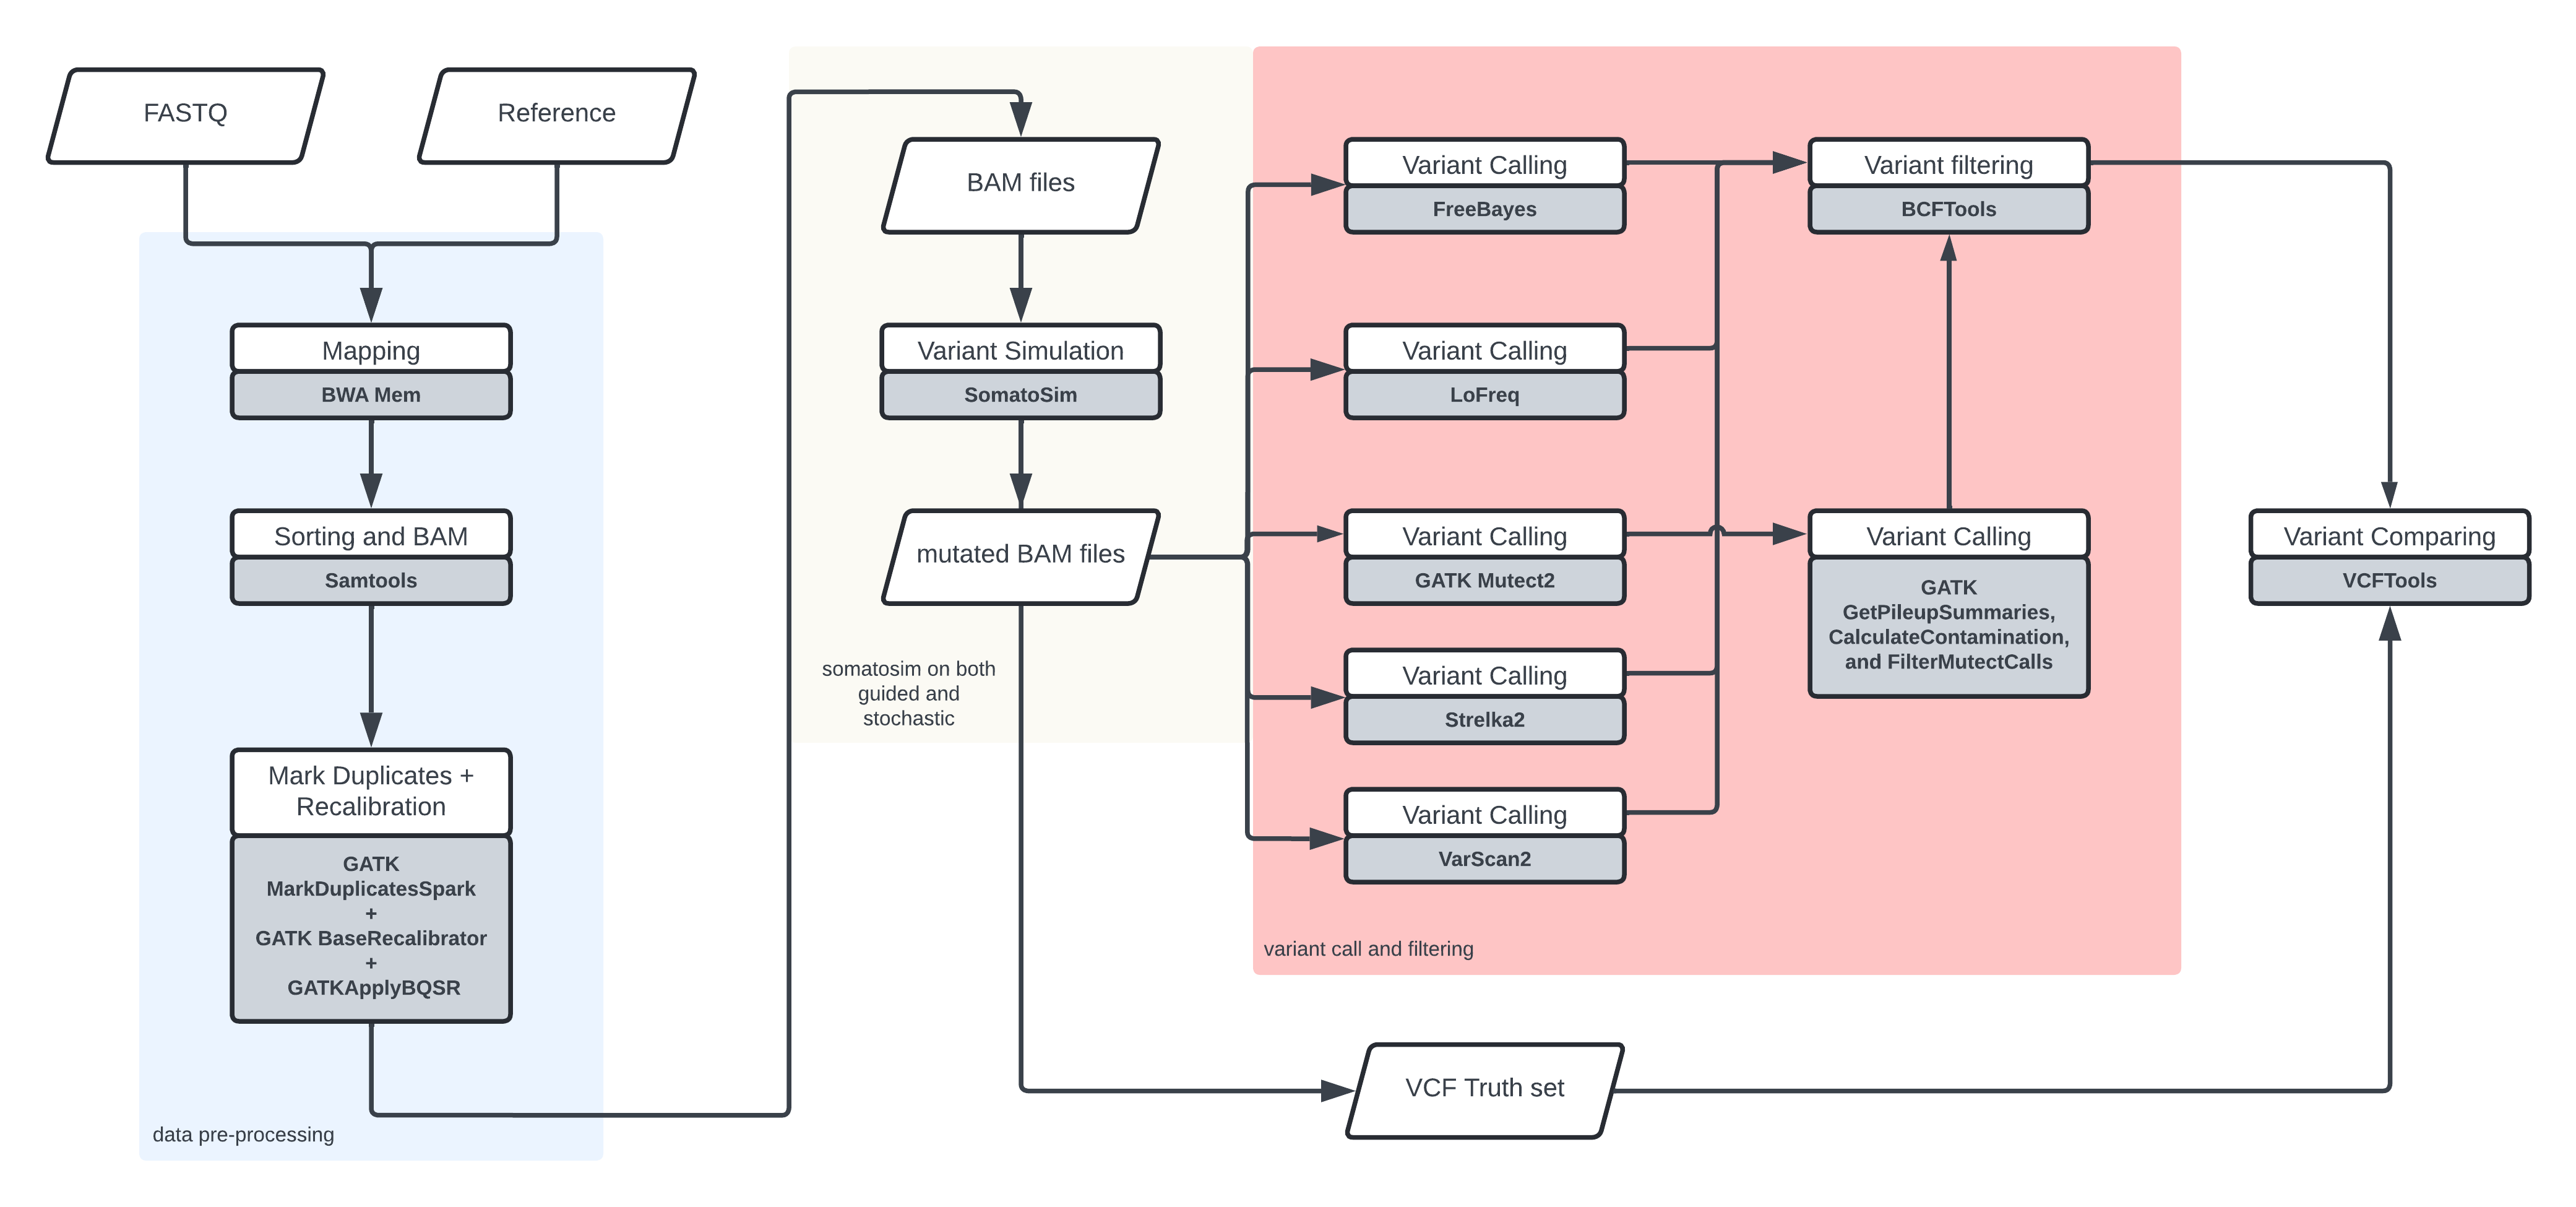 FASTQ
Reference
Mapping
BWA Mem
Sorting and BAM
Samtools
Mark Duplicates +
Recalibration
GATK
MarkDuplicatesSpark
+
GATK BaseRecalibrator
+
GATKApplyBQSR
data pre-processing
BAM files
Variant Simulation
SomatoSim
mutated BAM files
somatosim on both
guided and
stochastic
Variant Calling
FreeBayes
Variant Calling
LoFreq
Variant Calling
GATK Mutect2
Variant Calling
Strelka2
Variant Calling
VarScan2
Variant filtering
BCFTools
Variant Calling
GATK
GetPileupSummaries,
CalculateContamination,
and FilterMutectCalls
variant call and filtering
VCF Truth set
Variant Comparing
VCFTools